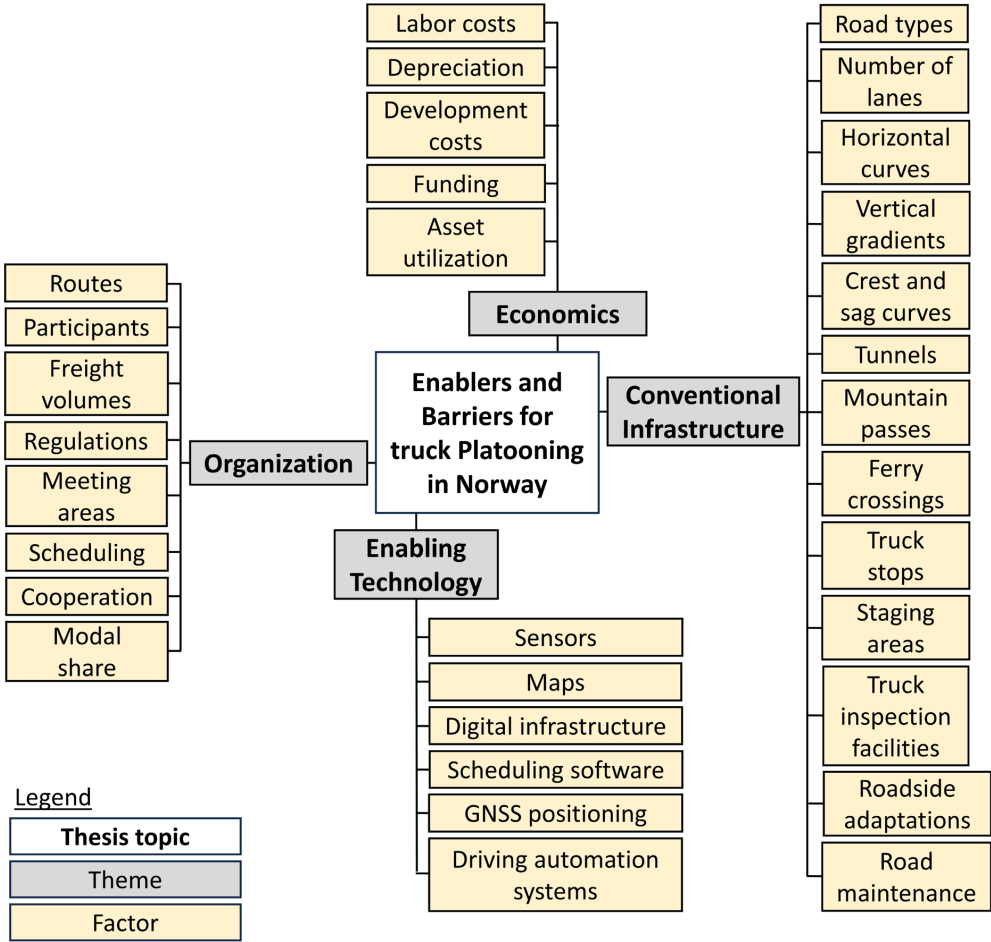 Labor costs
Depreciation
Development
costs
Funding
Asset
utilization
Economics
Enablers and
Barriers for
truck Platooning
in Norway
Routes
Participants
Freight
volumes
Regulations
Meeting
areas
Scheduling
Cooperation
Modal
share
Organization
Enabling
Technology
Sensors
Maps
Digital infrastructure
Scheduling software
GNSS positioning
Driving automation
systems
Conventional
Infrastructure
Road types
Number of
lanes
Horizontal
curves
Vertical
gradients
Crest and
sag curves
Tunnels
Mountain
passes
Ferry
crossings
Truck
stops
Staging
areas
Truck
inspection
facilities
Roadside
adaptations
Road
maintenance
Legend
Thesis topic
Theme
Factor